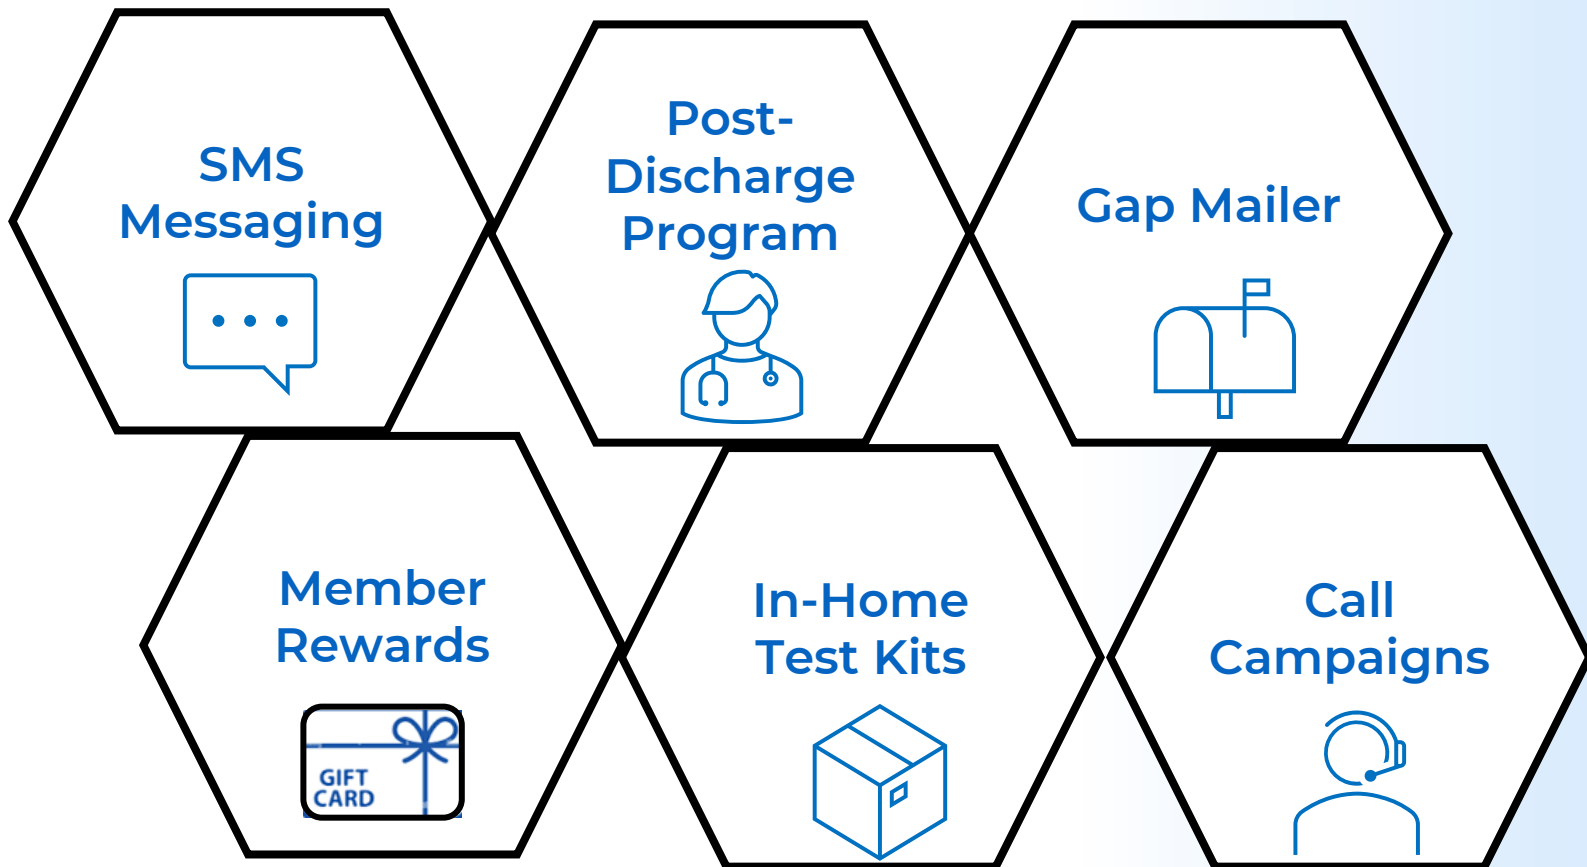 SMS
Messaging
Post-
Discharge
Program
Gap Mailer
Member
Rewards
GIFT
CARD
In-Home
Test Kits
Call
Campaigns